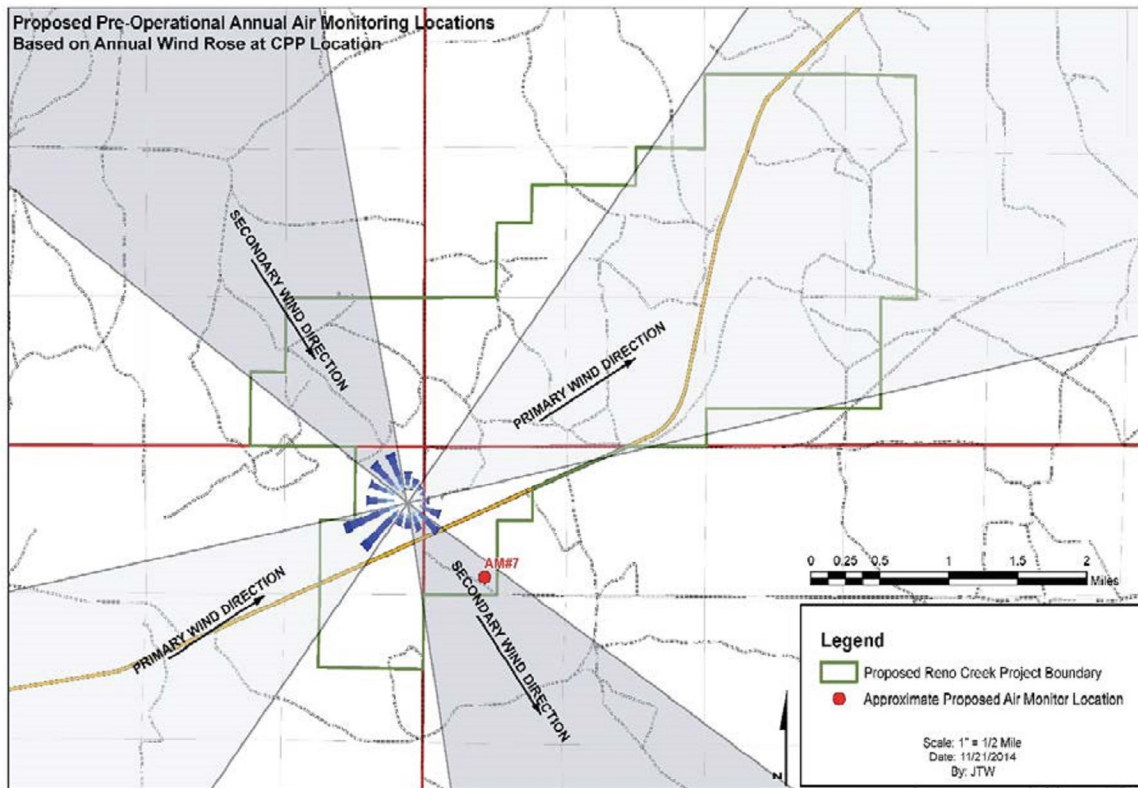 Proposed Pre-Operational Annual Air Monitoring Locations
Based on Annual Wind Rose at CPP Location
SECONDARY WIND DIRECTION
PRIMARY WIND DIRECTION
AM#7
PRIMARY WIND DIRECTION
SECONDARY WIND DIRECTION
0 0.25 0.5 1 1.5 2
Miles
Legend
Proposed Reno Creek Project Boundary
Approximate Proposed Air Monitor Location
Scale: 1" = 1/2 Mile
Date: 11/21/2014
By: JTW
N